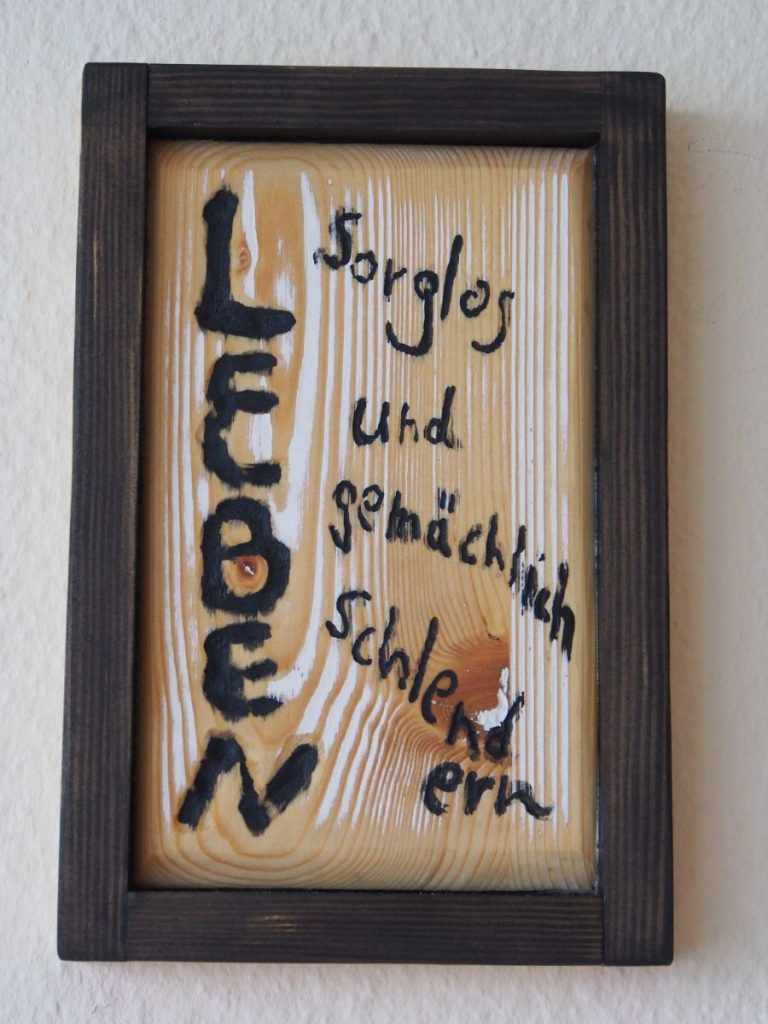 LEBEN
sorglos
und
gemächlich
schlend
ern